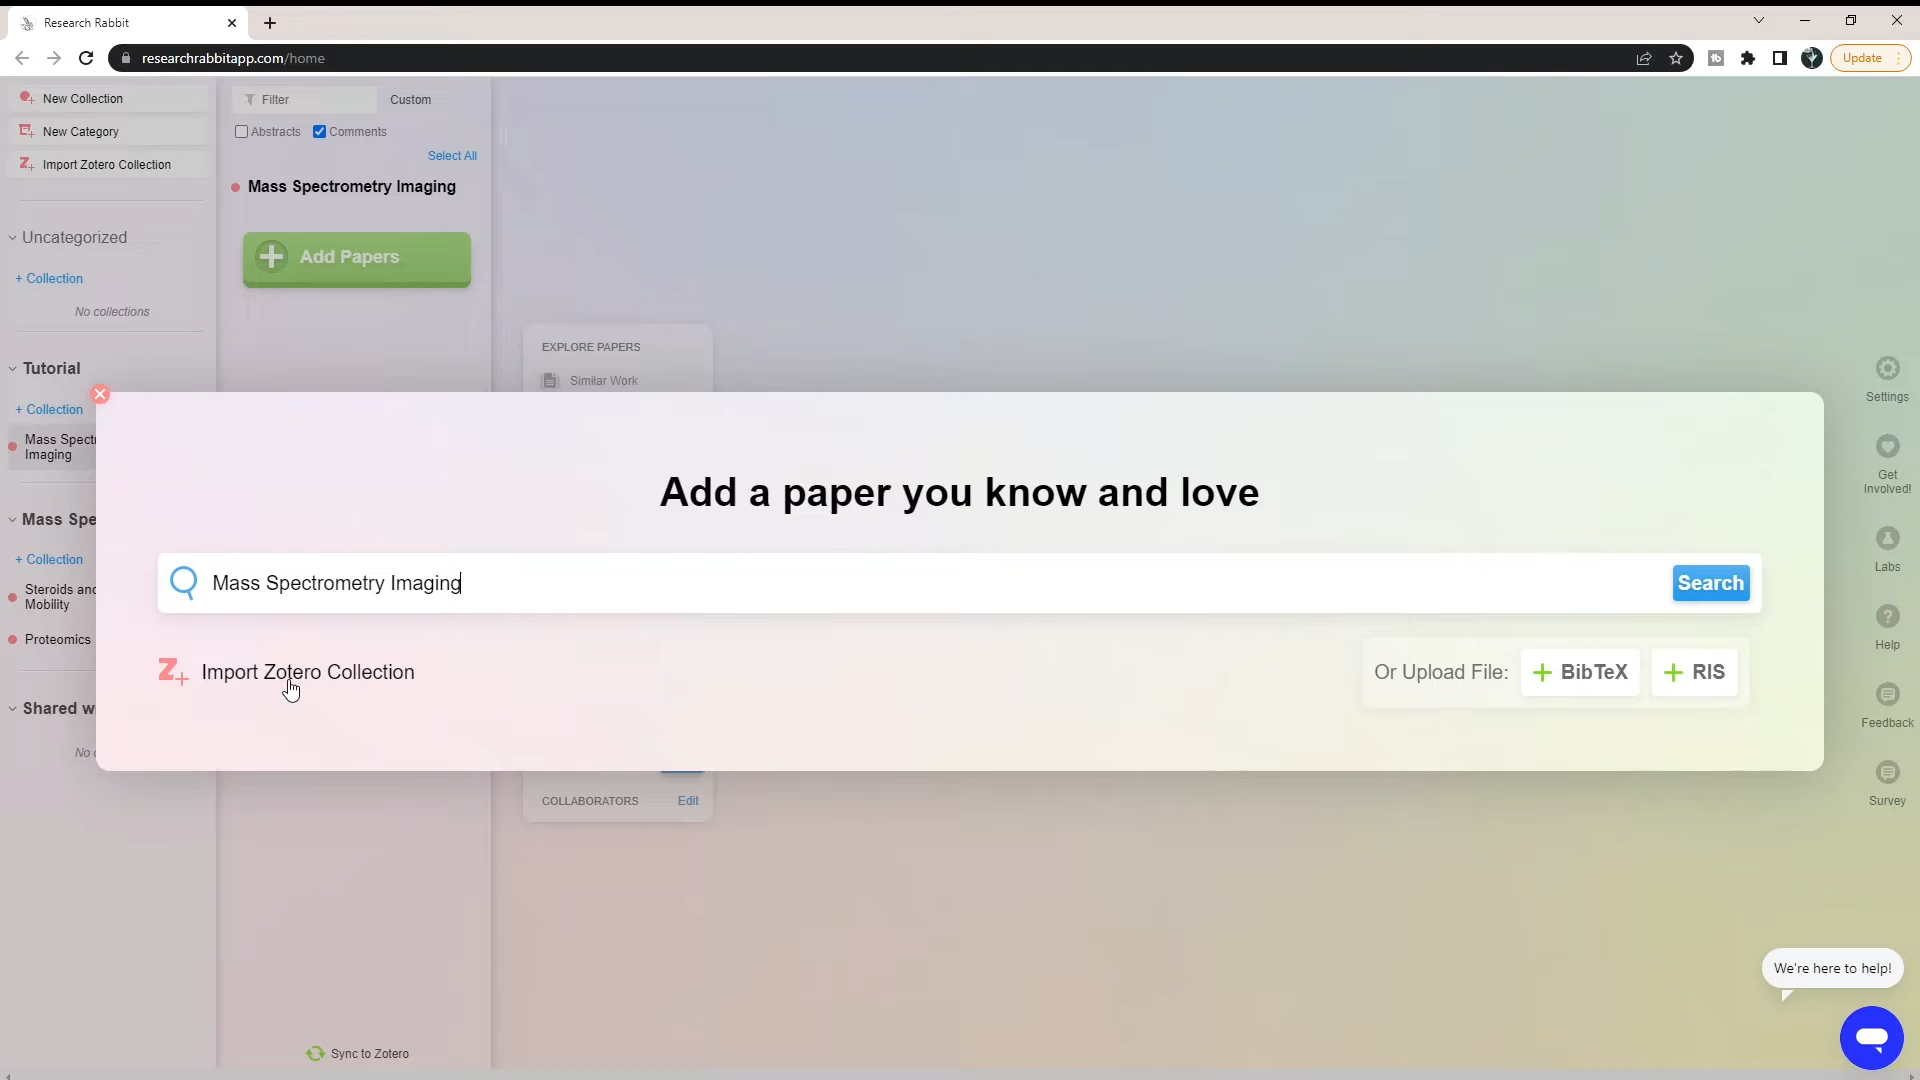 Research Rabbit
researchrabbitapp.com/home
Update
New Collection
New Category
Import Zotero Collection
Uncategorized
+ Collection
No collections
Tutorial
+ Collection
Mass Spect
Imaging
Mass Spe
+ Collection
Steroids and
Mobility
Proteomics
Shared w
No
Filter
Custom
Abstracts
Comments
Select All
Mass Spectrometry Imaging
Add Papers
EXPLORE PAPERS
Similar Work
Add a paper you know and love
Mass Spectrometry Imaging
Search
Z+
Import Zotero Collection
Or Upload File:
+ BibTeX
+ RIS
COLLABORATORS
Edit
Sync to Zotero
Settings
Get
Involved!
Labs
Help
Feedback
Survey
We're here to help!